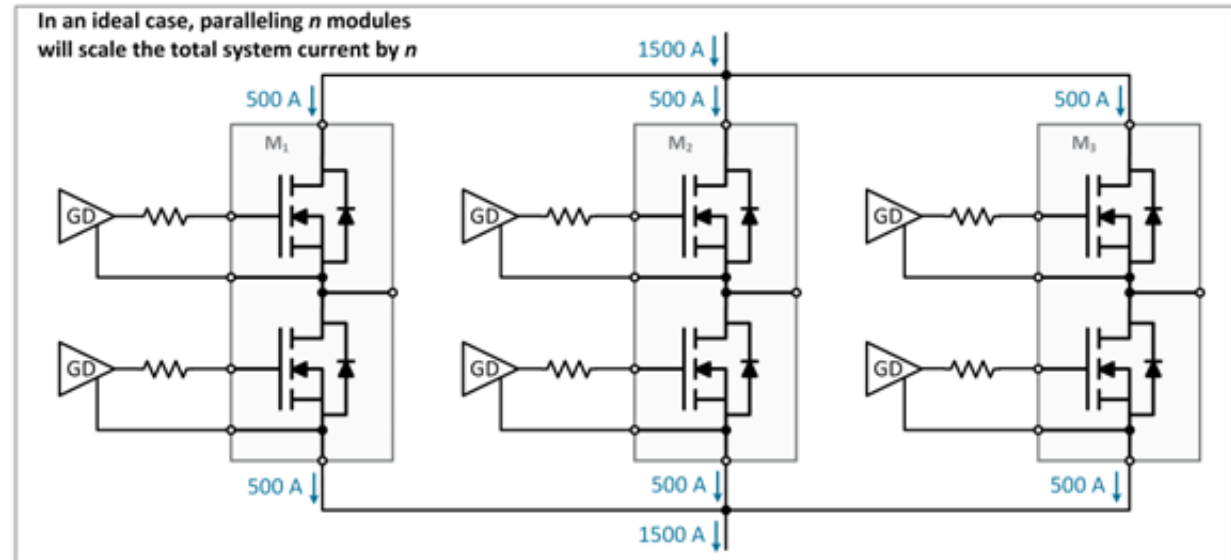 In an ideal case, paralleling n modules
will scale the total system current by n
1500 A
500 A
500 A
500 A
M₁
M₂
M₃
GD
GD
GD
GD
GD
GD
500 A
500 A
500 A
1500 A